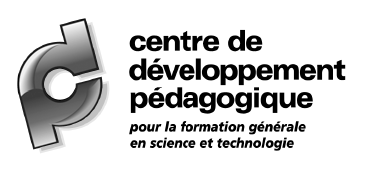 centre de
développement
pédagogique
pour la formation générale
en science et technologie